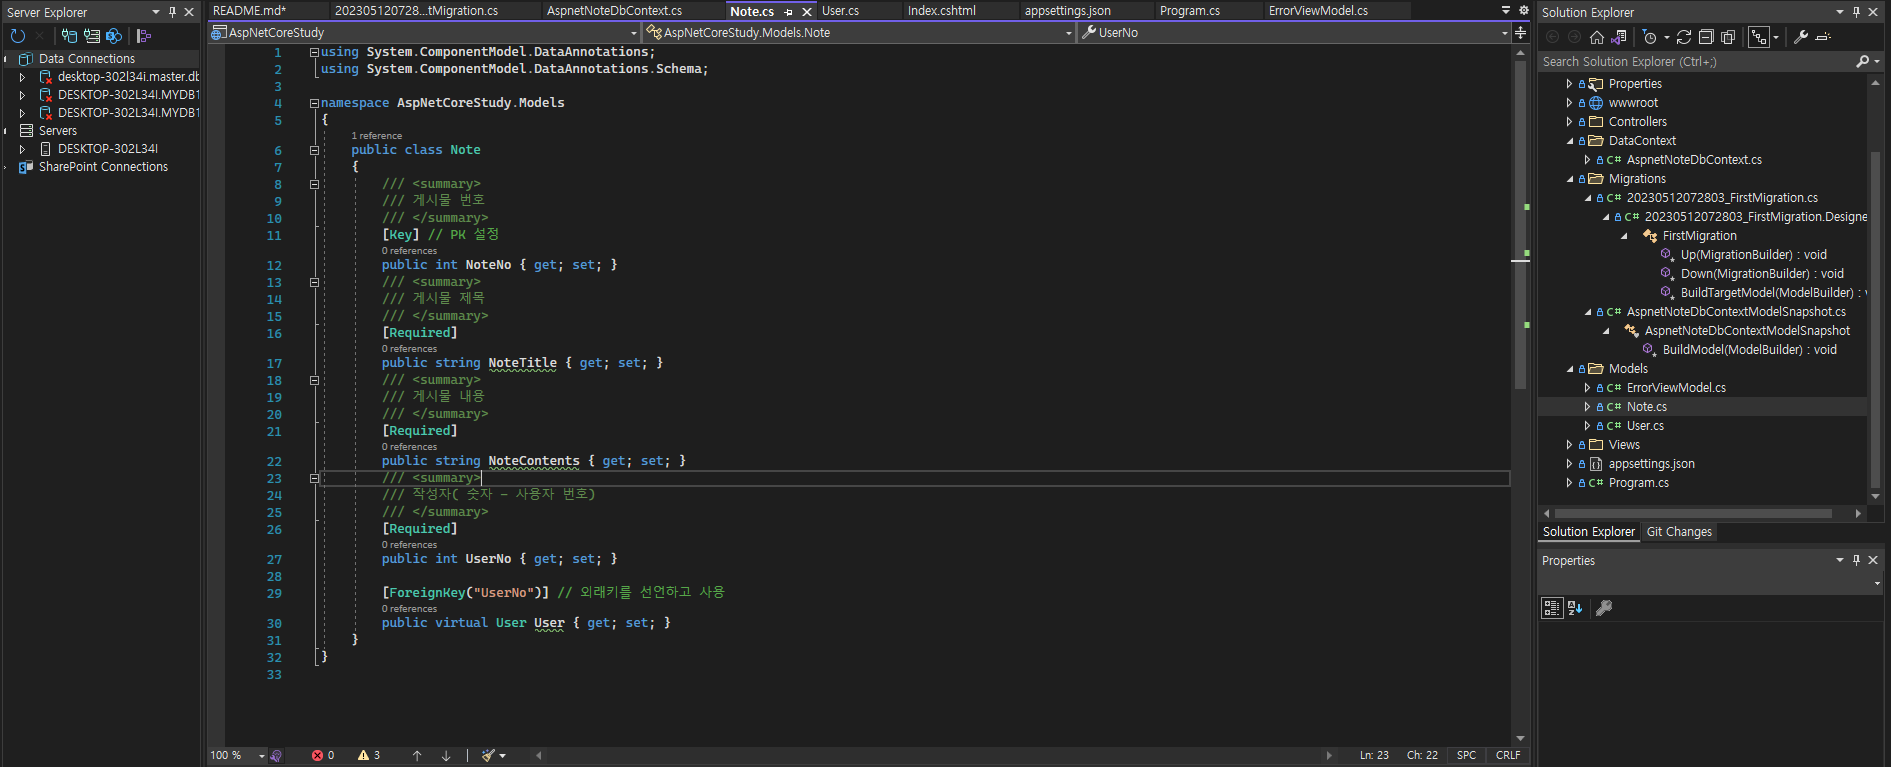 Server Explorer
Data Connections
desktop-302l34i.master.db
DESKTOP-302L34I.MYDB1
DESKTOP-302L34I.MYDB1
Servers
DESKTOP-302L34I
SharePoint Connections
README.md*
202305120728...tMigration.cs
AspnetNoteDbContext.cs
Note.cs
User.cs
Index.cshtml
appsettings.json
Program.cs
ErrorViewModel.cs
AspNetCoreStudy
AspNetCoreStudy.Models.Note
UserNo
1 using System.ComponentModel.DataAnnotations;
2 using System.ComponentModel.DataAnnotations.Schema;
3
4 namespace AspNetCoreStudy.Models
5 {
1 reference
6 public class Note
7 {
8 /// <summary>
9 /// 게시물 번호
10 /// </summary>
11 [Key] // PK 설정
0 references
12 public int NoteNo { get; set; }
13 /// <summary>
14 /// 게시물 제목
15 /// </summary>
16 [Required]
0 references
17 public string NoteTitle { get; set; }
18 /// <summary>
19 /// 게시물 내용
20 /// </summary>
21 [Required]
0 references
22 public string NoteContents { get; set; }
23 /// <summary>
24 /// 작성자( 숫자 - 사용자 번호)
25 /// </summary>
26 [Required]
0 references
27 public int UserNo { get; set; }
28
29 [ForeignKey("UserNo")] // 외래키를 선언하고 사용
0 references
30 public virtual User User { get; set; }
31 }
32 }
33
100 %
0
3
Ln: 23
Ch: 22
SPC
CRLF
Solution Explorer
Search Solution Explorer (Ctrl+;)
Properties
wwwroot
Controllers
DataContext
C# AspnetNoteDbContext.cs
Migrations
C# 20230512072803_FirstMigration.cs
C# 20230512072803_FirstMigration.Designe
FirstMigration
Up(MigrationBuilder) : void
Down(MigrationBuilder) : void
BuildTargetModel(ModelBuilder) : v
C# AspnetNoteDbContextModelSnapshot.cs
AspnetNoteDbContextModelSnapshot
BuildModel(ModelBuilder) : void
Models
C# ErrorViewModel.cs
C# Note.cs
C# User.cs
Views
appsettings.json
C# Program.cs
Solution Explorer
Git Changes
Properties